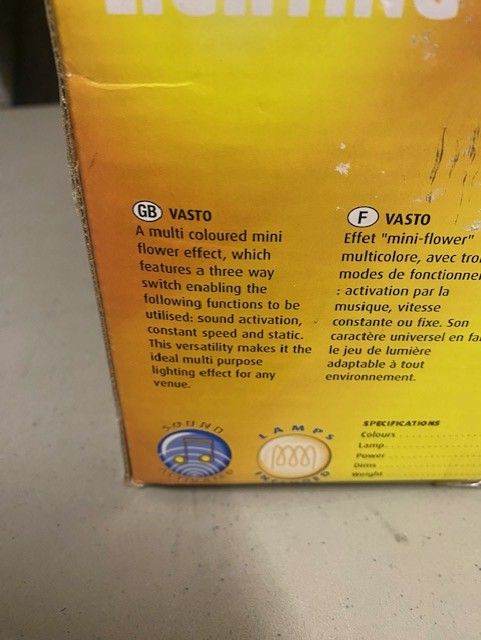 LIGHTING
GB VASTO
A multi coloured mini
flower effect, which
features a three way
switch enabling the
following functions to be
utilised: sound activation,
constant speed and static.
This versatility makes it the
ideal multi purpose
lighting effect for any
venue.
F VASTO
Effet "mini-flower"
multicolore, avec
modes de
: activation par la
musique, vitesse
constante ou fixe. Son
caractère universel en
le jeu de lumière
adaptable à tout
environnement.
SOUND
ACTIVATED
LAMPS
INCLUDED
SPECIFICATIONS
Colours
Lamp
Power
Dims
Weight